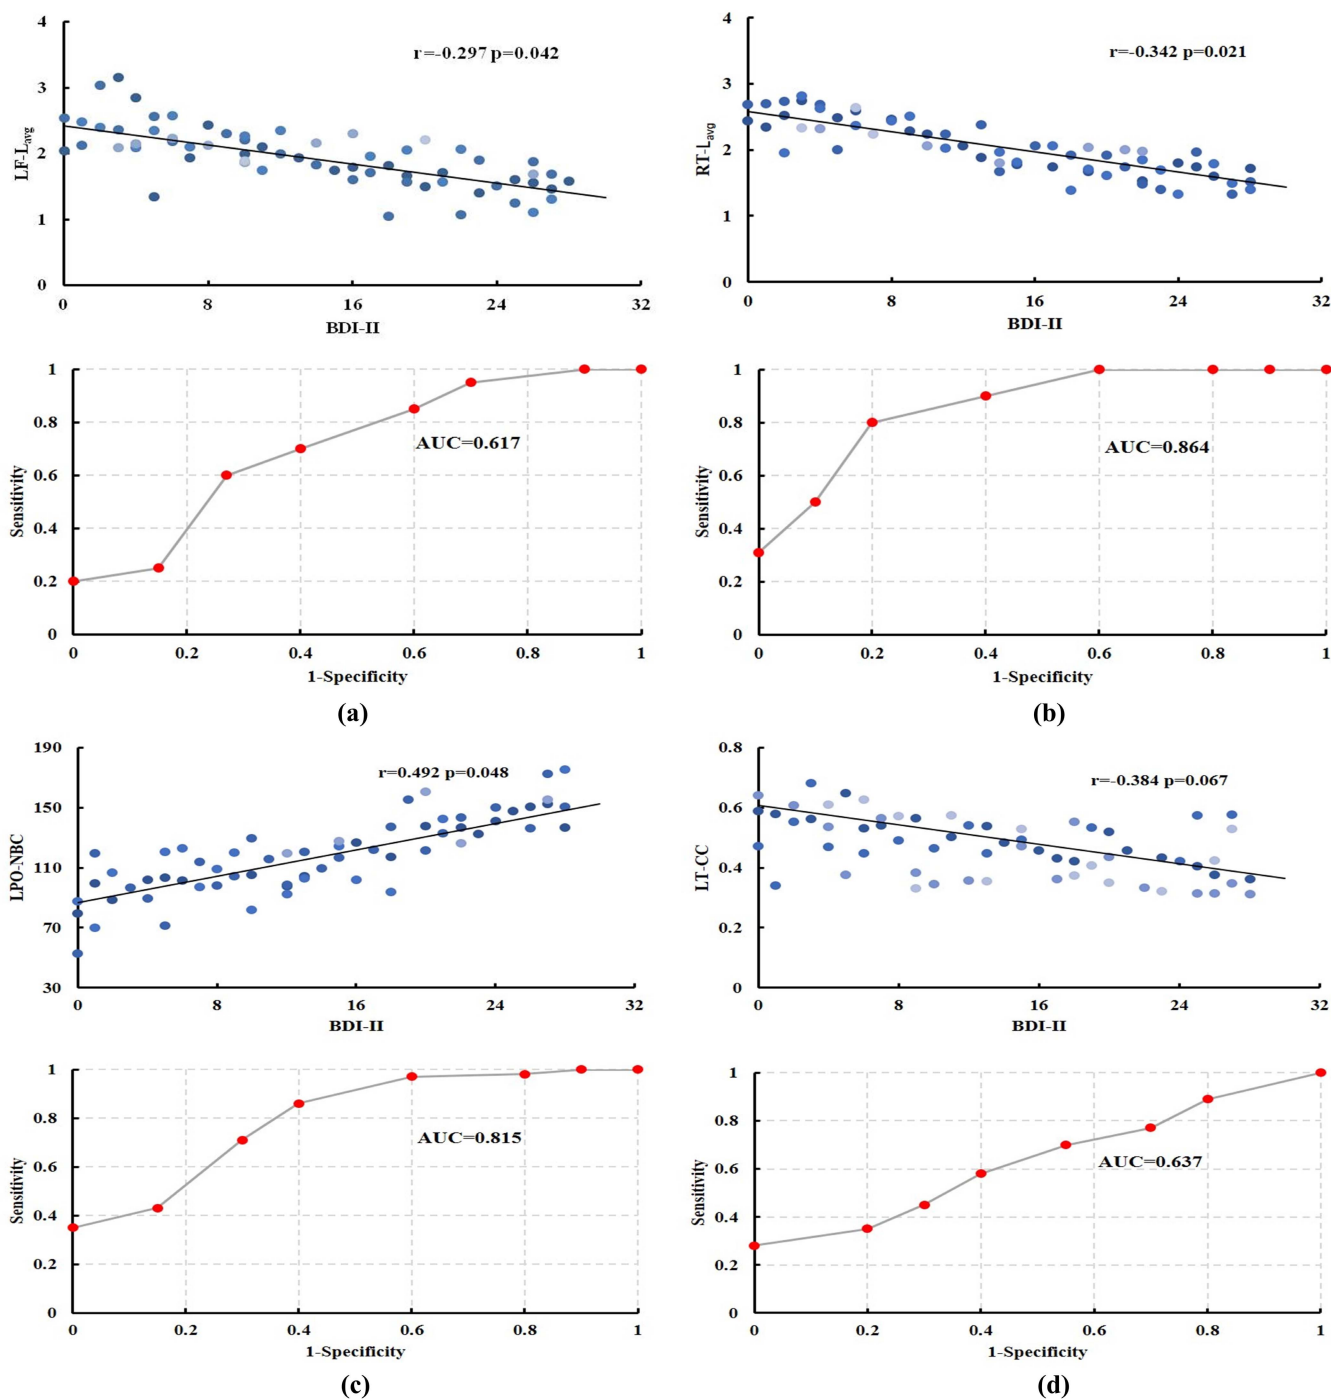 4
3
2
1
0
LF-Lavg
r=-0.297 p=0.042
0 8 16 24 32
BDI-II
4
3
2
1
0
RT-Lavg
r=-0.342 p=0.021
0 8 16 24 32
BDI-II
1
0.8
0.6
0.4
0.2
0
Sensitivity
AUC=0.617
0 0.2 0.4 0.6 0.8 1
1-Specificity
(a)
1
0.8
0.6
0.4
0.2
0
Sensitivity
AUC=0.864
0 0.2 0.4 0.6 0.8 1
1-Specificity
(b)
190
150
110
70
30
LPO-NBC
r=0.492 p=0.048
0 8 16 24 32
BDI-II
0.8
0.6
0.4
0.2
0
LT-CC
r=-0.384 p=0.067
0 8 16 24 32
BDI-II
1
0.8
0.6
0.4
0.2
0
Sensitivity
AUC=0.815
0 0.2 0.4 0.6 0.8 1
1-Specificity
(c)
1
0.8
0.6
0.4
0.2
0
Sensitivity
AUC=0.637
0 0.2 0.4 0.6 0.8 1
1-Specificity
(d)